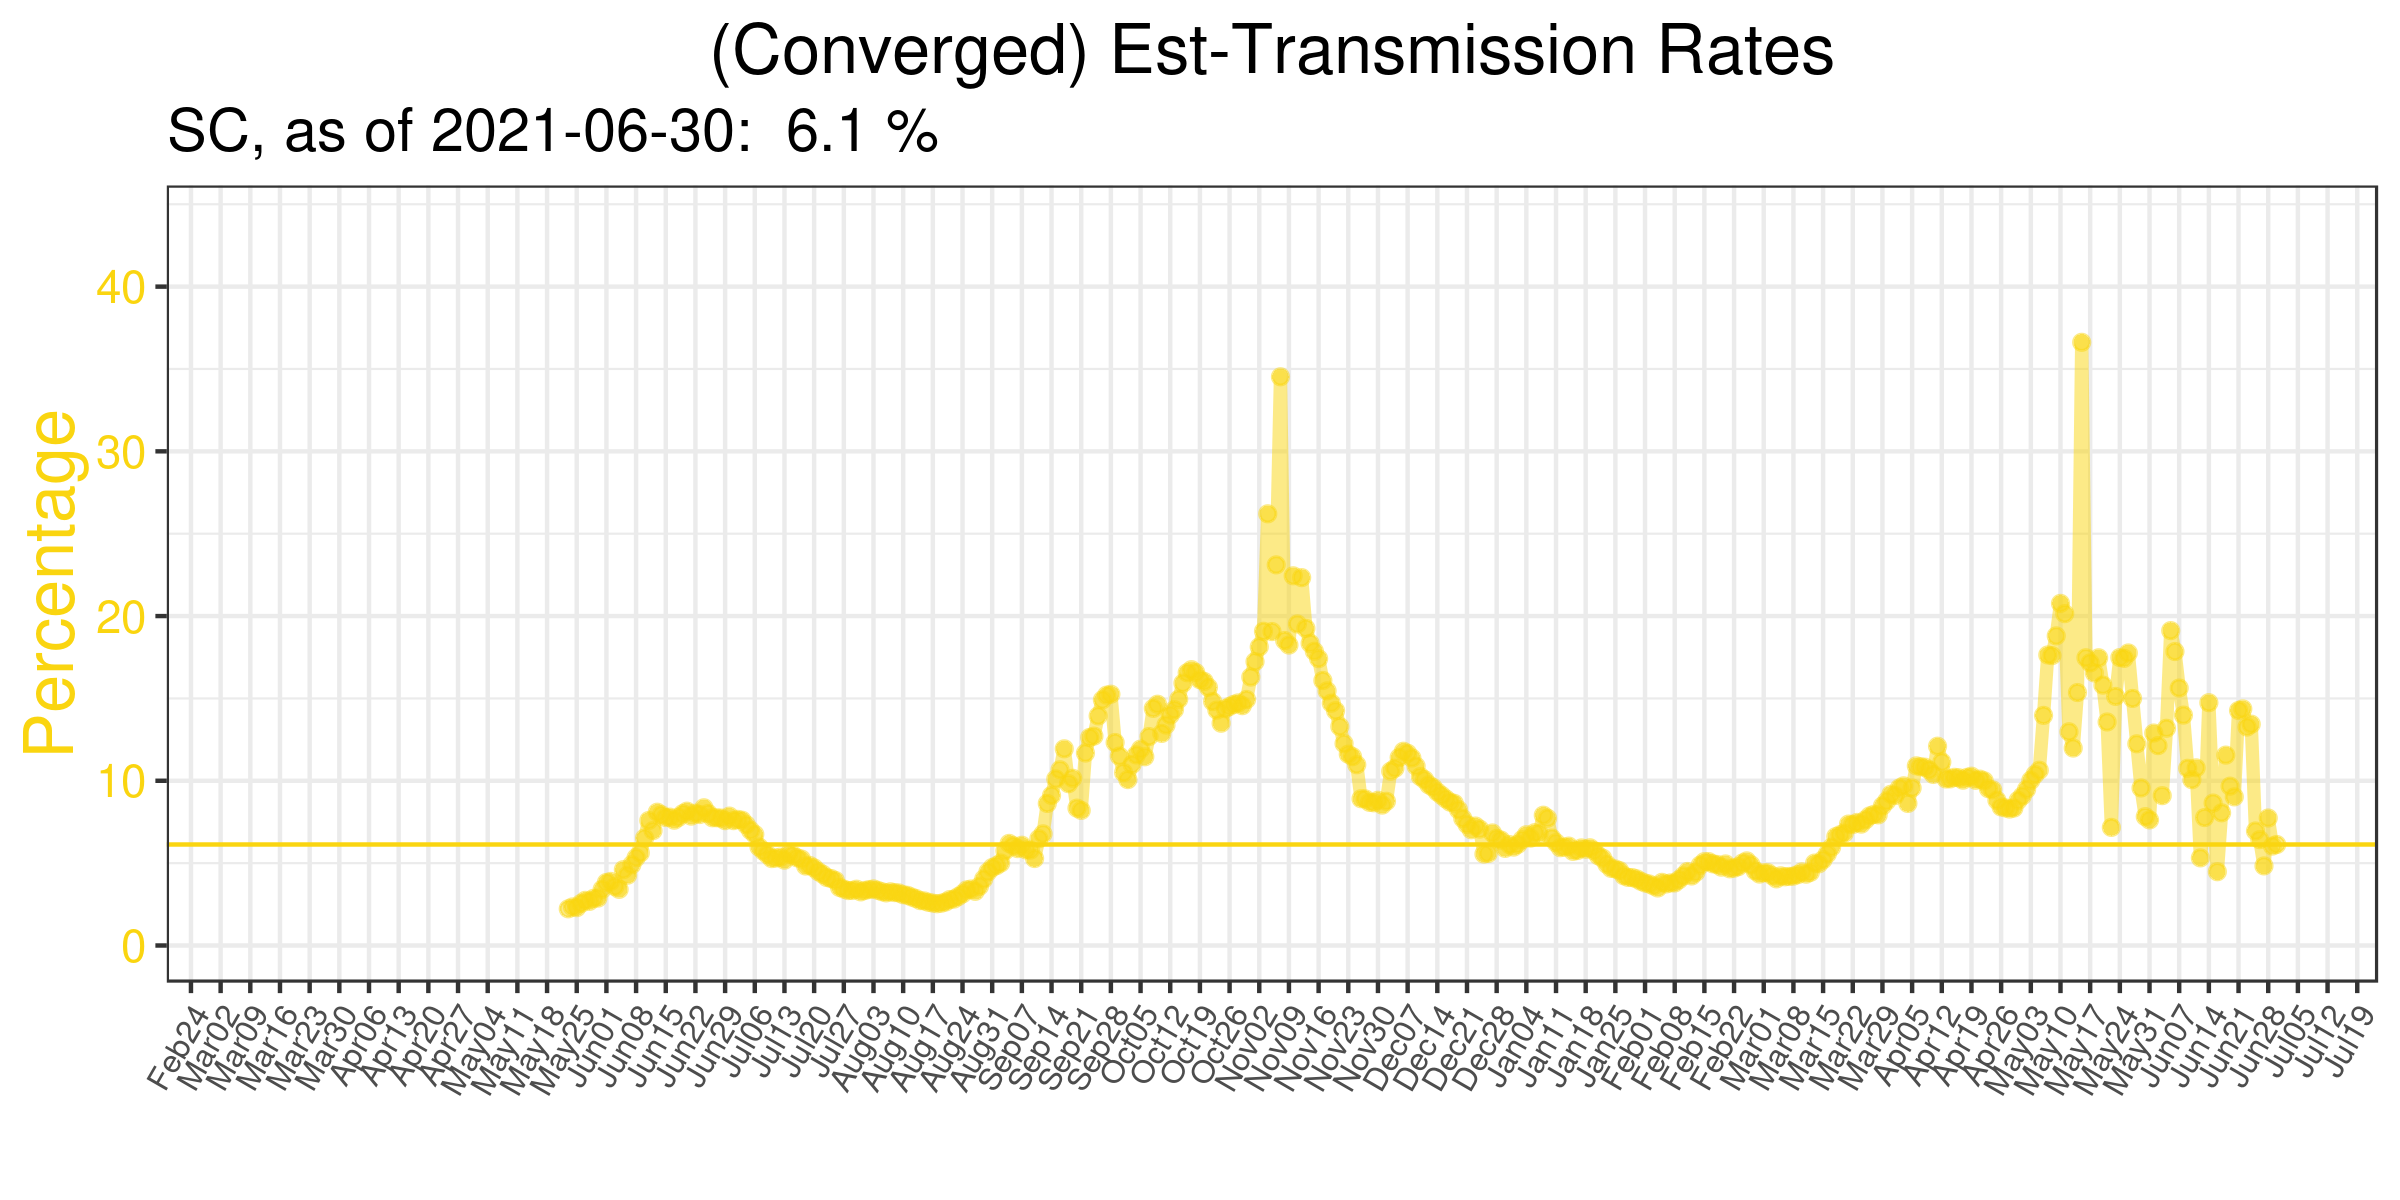 (Converged) Est-Transmission Rates
SC, as of 2021-06-30:  6.1 %
Percentage
40
30
20
10
0
Feb24
Mar02
Mar09
Mar16
Mar23
Mar30
Apr06
Apr13
Apr20
Apr27
May04
May11
May18
May25
Jun01
Jun08
Jun15
Jun22
Jun29
Jul06
Jul13
Jul20
Jul27
Aug03
Aug10
Aug17
Aug24
Aug31
Sep07
Sep14
Sep21
Sep28
Oct05
Oct12
Oct19
Oct26
Nov02
Nov09
Nov16
Nov23
Nov30
Dec07
Dec14
Dec21
Dec28
Jan04
Jan11
Jan18
Jan25
Feb01
Feb08
Feb15
Feb22
Mar01
Mar08
Mar15
Mar22
Mar29
Apr05
Apr12
Apr19
Apr26
May03
May10
May17
May24
May31
Jun07
Jun14
Jun21
Jun28
Jul05
Jul12
Jul19